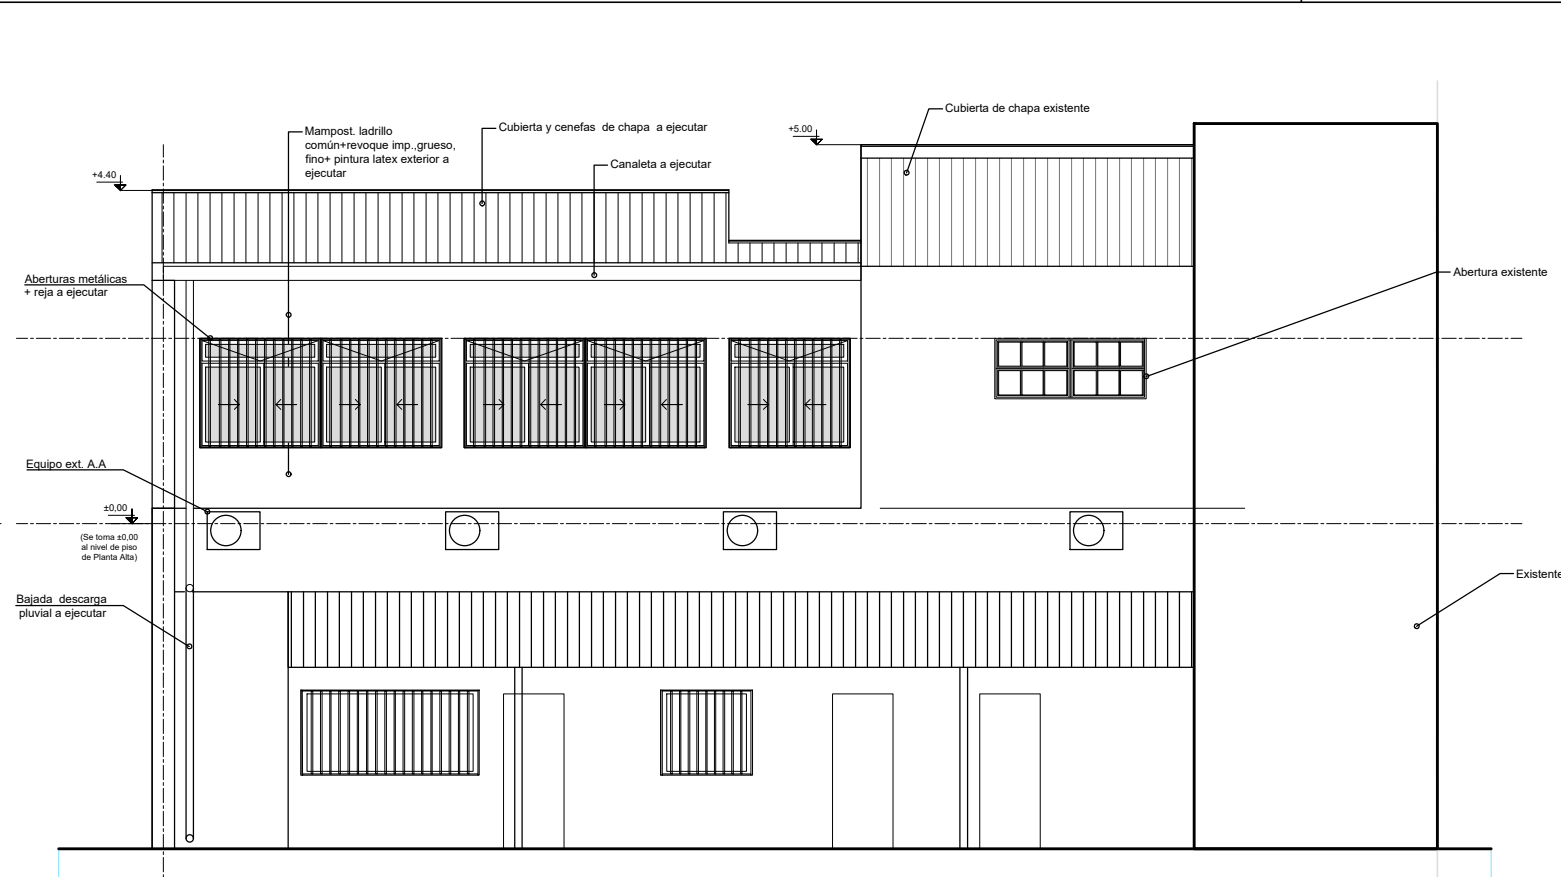 Cubierta de chapa existente
+5.00
Mampost. ladrillo
común+revoque imp.,grueso,
fino+ pintura latex exterior a
ejecutar
Cubierta y cenefas  de chapa  a ejecutar
Canaleta a ejecutar
+4.40
Aberturas metálicas
+ reja a ejecutar
Abertura existente
Equipo ext. A.A
±0,00
(Se toma ±0,00
al nivel de piso
de Planta Alta)
Existente
Bajada  descarga
pluvial a ejecutar